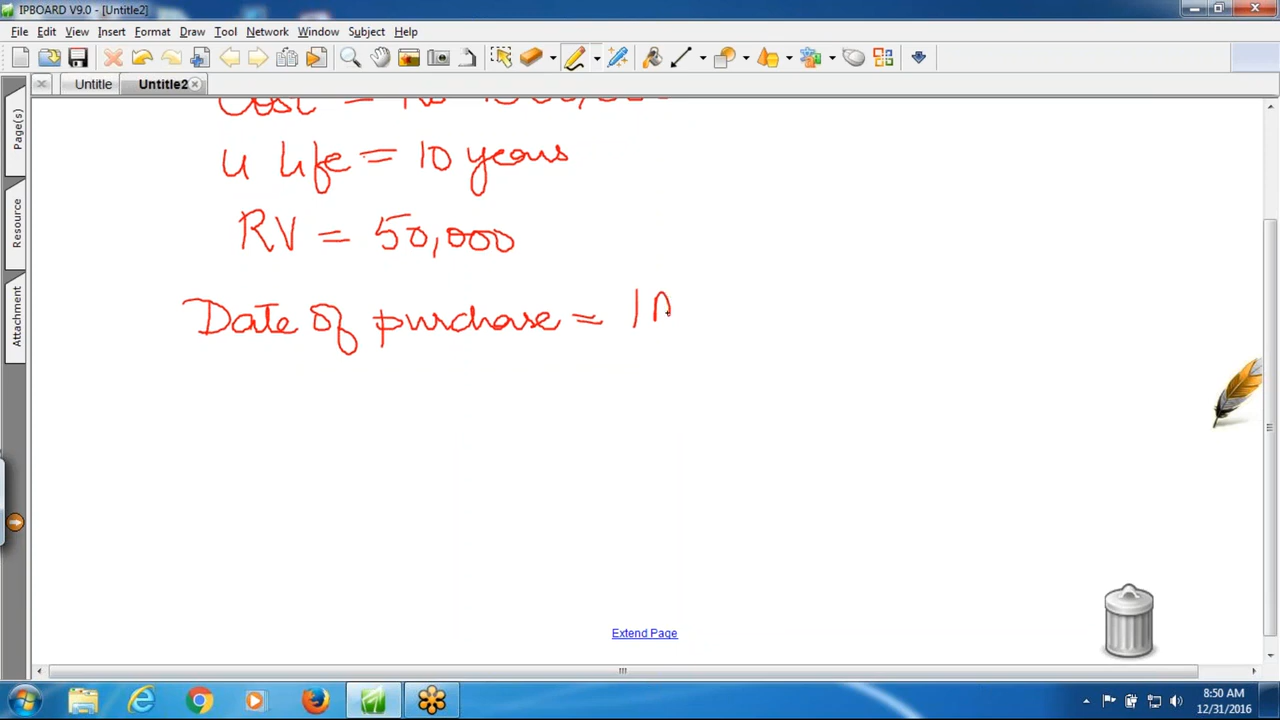 IPBOARD V9.0 - [Untitle2]
File Edit View Insert Format Draw Tool Network Window Subject Help
Untitle Untitle2
Page(s)
Resource
Attachment
Cost = Rs
u life = 10 years
RV = 50,000
Date of purchase = 1
Extend Page
8:50 AM
12/31/2016